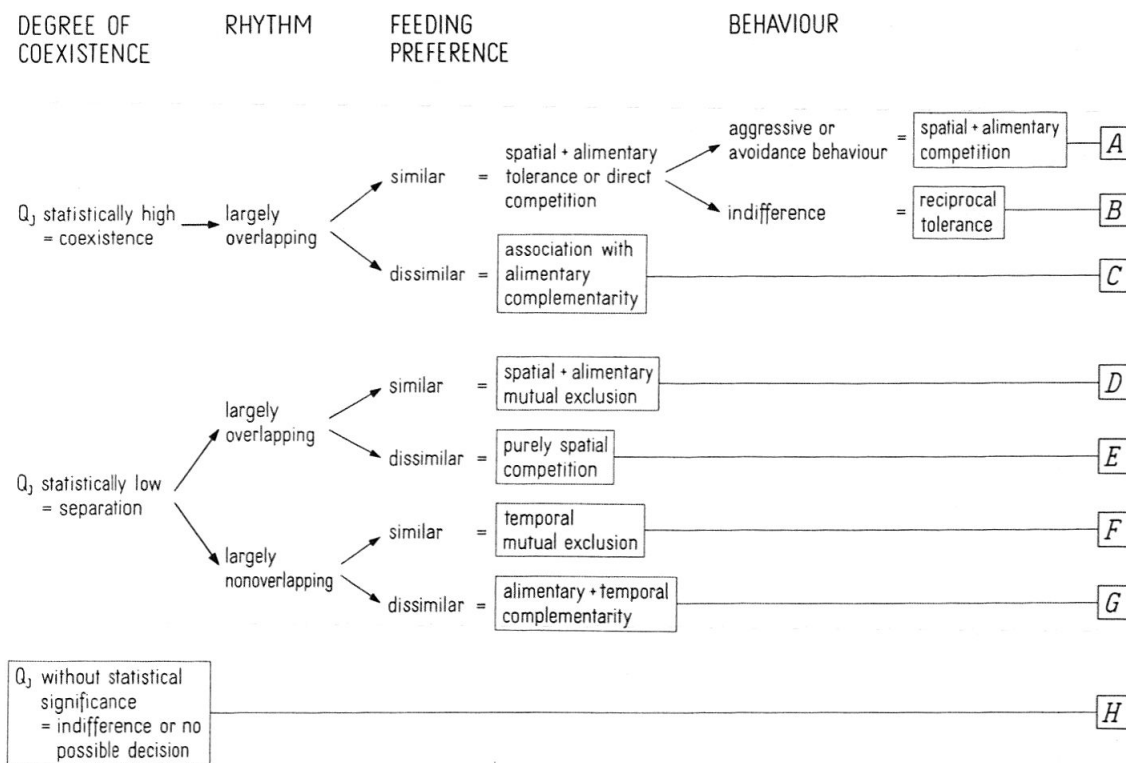 DEGREE OF
COEXISTENCE
RHYTHM
FEEDING
PREFERENCE
BEHAVIOUR
QJ statistically high
= coexistence
largely
overlapping
similar
=
spatial + alimentary
tolerance or direct
competition
aggressive or
avoidance behaviour
=
spatial + alimentary
competition
A
indifference
=
reciprocal
tolerance
B
dissimilar
=
association with
alimentary
complementarity
C
QJ statistically low
= separation
largely
overlapping
similar
=
spatial + alimentary
mutual exclusion
D
dissimilar
=
purely spatial
competition
E
largely
nonoverlapping
similar
=
temporal
mutual exclusion
F
dissimilar
=
alimentary + temporal
complementarity
G
QJ without statistical
significance
= indifference or no
possible decision
H